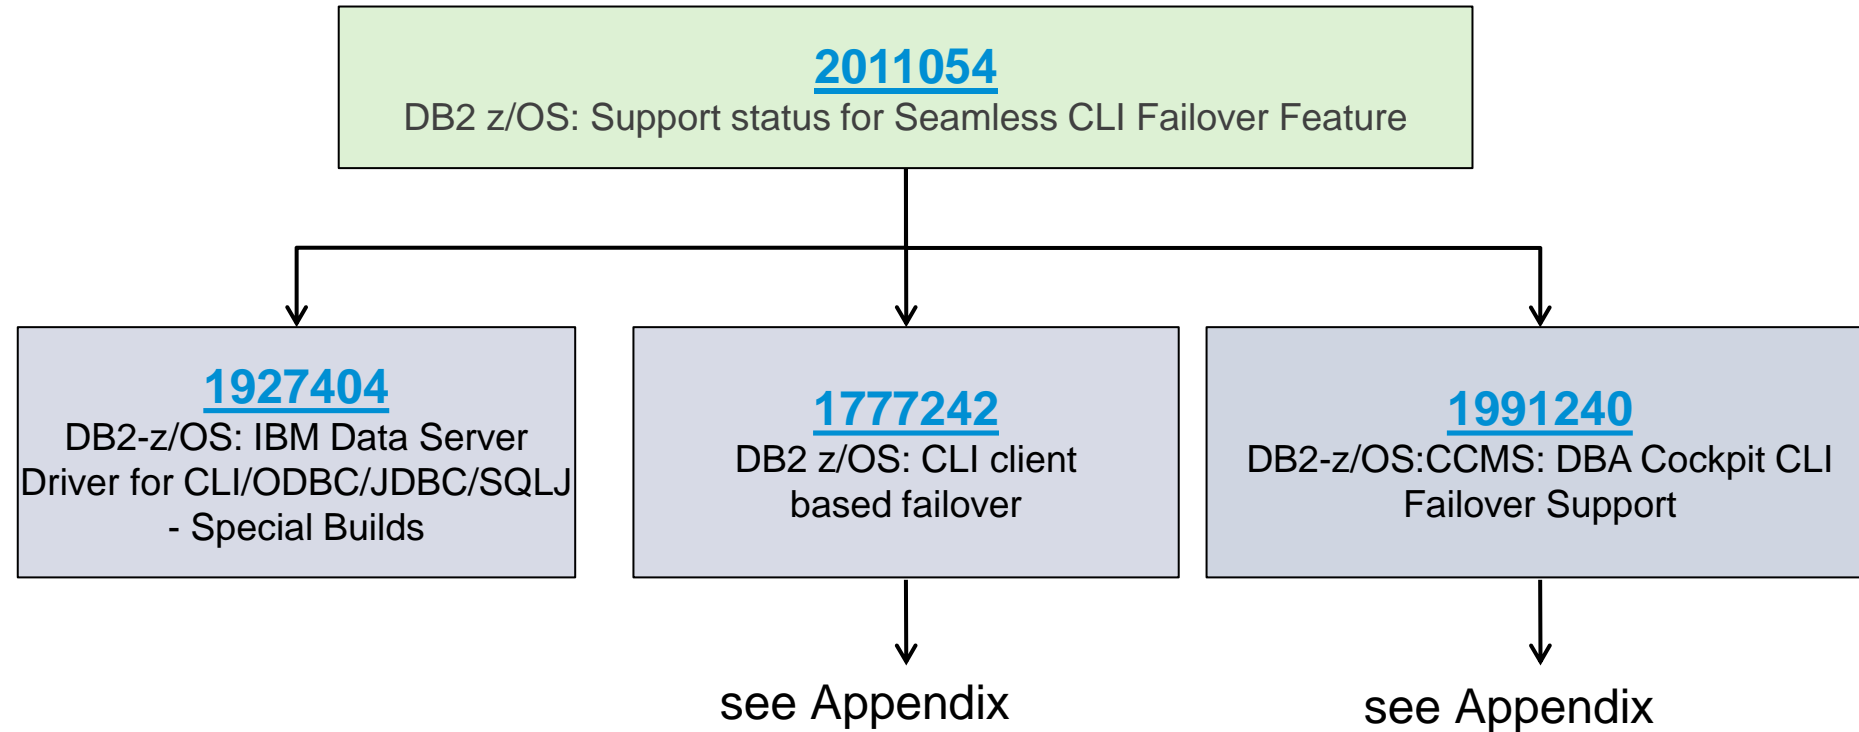 2011054
DB2 z/OS: Support status for Seamless CLI Failover Feature
1927404
DB2-z/OS: IBM Data Server
Driver for CLI/ODBC/JDBC/SQLJ
- Special Builds
1777242
DB2 z/OS: CLI client
based failover
1991240
DB2-z/OS:CCMS: DBA Cockpit CLI
Failover Support
see Appendix
see Appendix